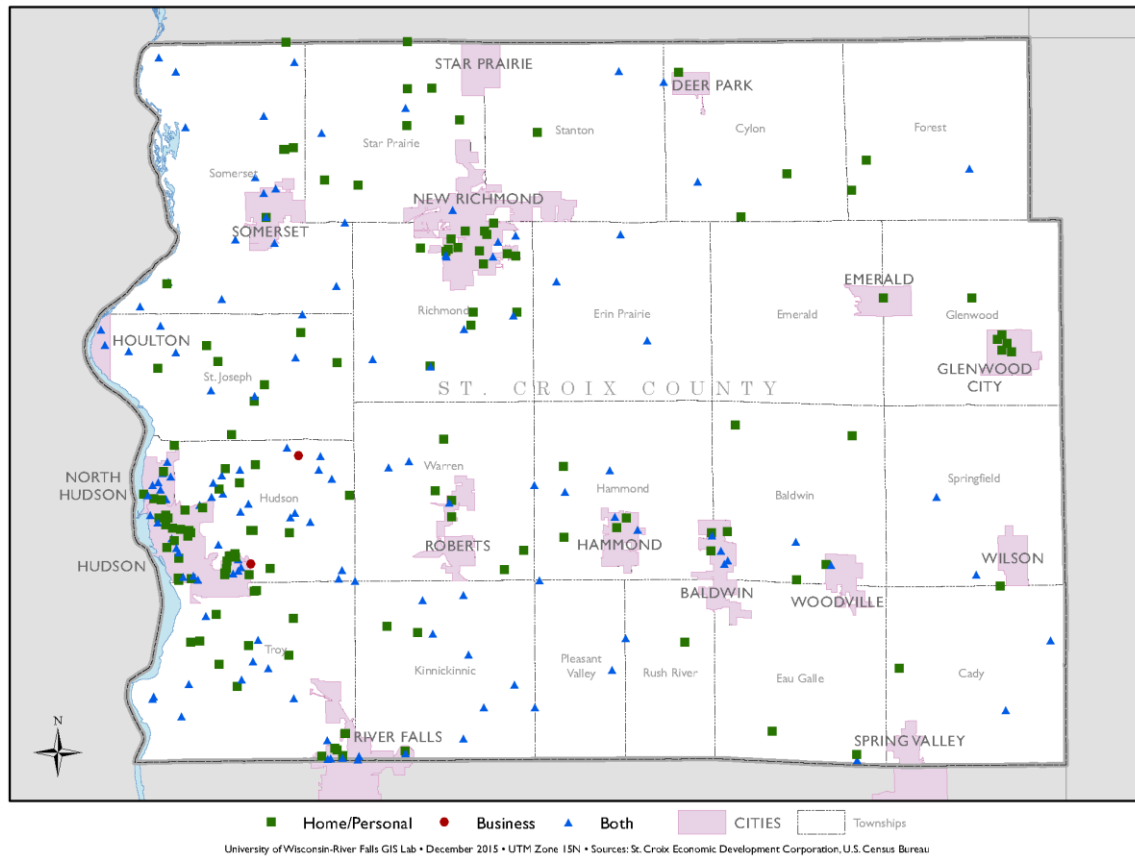 STAR PRAIRIE
DEER PARK
Stanton
Cylon
Forest
Star Prairie
Somerset
NEW RICHMOND
SOMERSET
EMERALD
Richmond
Erin Prairie
Emerald
Glenwood
HOULTON
St. Joseph
GLENWOOD
CITY
ST. CROIX COUNTY
NORTH
HUDSON
Hudson
Warren
Hammond
Baldwin
Springfield
HUDSON
ROBERTS
HAMMOND
WILSON
BALDWIN
WOODVILLE
Troy
Kinnickinnic
Pleasant
Valley
Rush River
Eau Galle
Cady
RIVER FALLS
SPRING VALLEY
N
Home/Personal
Business
Both
CITIES
Townships
University of Wisconsin-River Falls GIS Lab • December 2015 • UTM Zone 15N • Sources: St. Croix Economic Development Corporation, U.S. Census Bureau